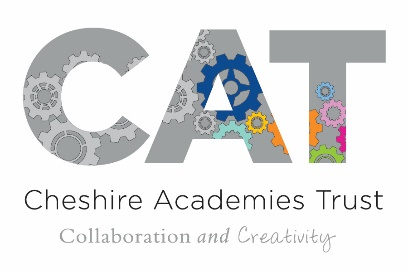 CAT
Cheshire Academies Trust
Collaboration and Creativity